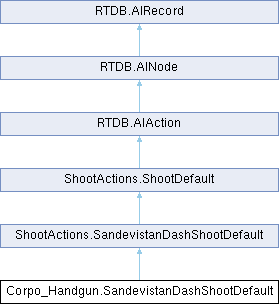 RTDB.AIRecord
RTDB.AINode
RTDB.AIAction
ShootActions.ShootDefault
ShootActions.SandevistanDashShootDefault
Corpo_Handgun.SandevistanDashShootDefault